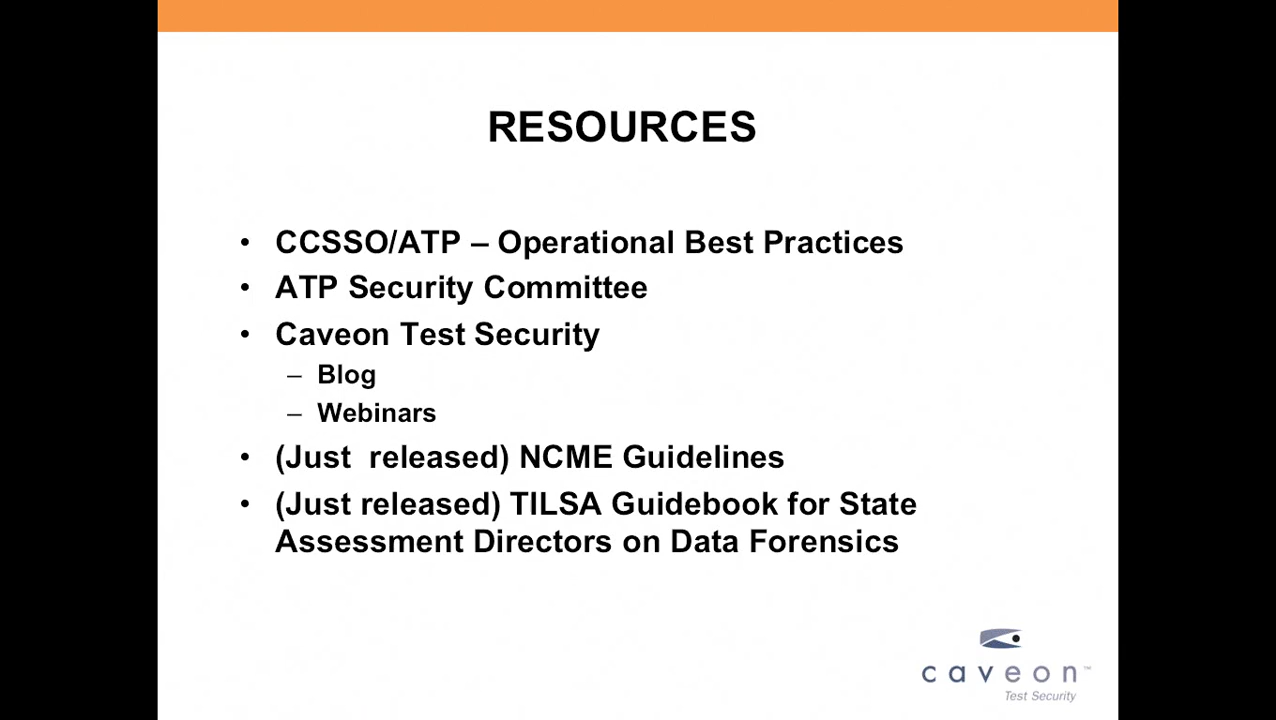 RESOURCES
• CCSSO/ATP – Operational Best Practices
• ATP Security Committee
• Caveon Test Security
– Blog
– Webinars
• (Just  released) NCME Guidelines
• (Just released) TILSA Guidebook for State
Assessment Directors on Data Forensics
caveon™
Test Security